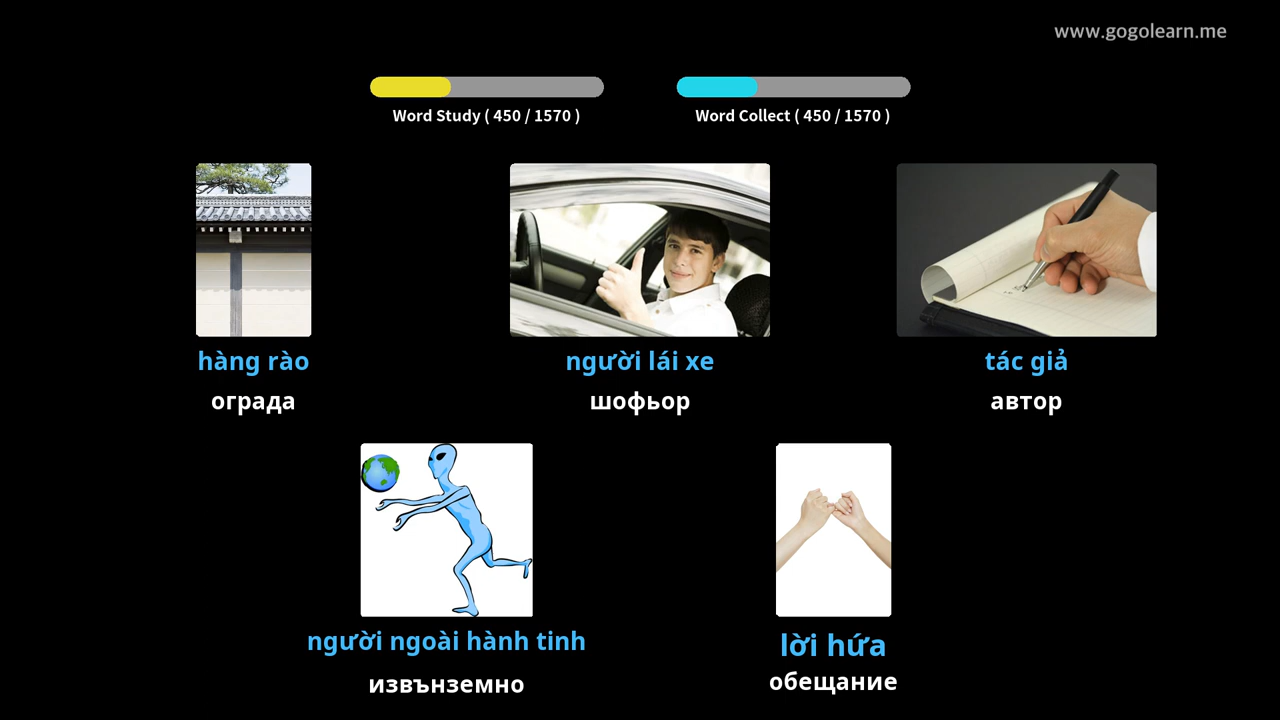 www.gogolearn.me
Word Study ( 450 / 1570 )
Word Collect ( 450 / 1570 )
hàng rào
ограда
người lái xe
шофьор
tác giả
автор
người ngoài hành tinh
извънземно
lời hứa
обещание